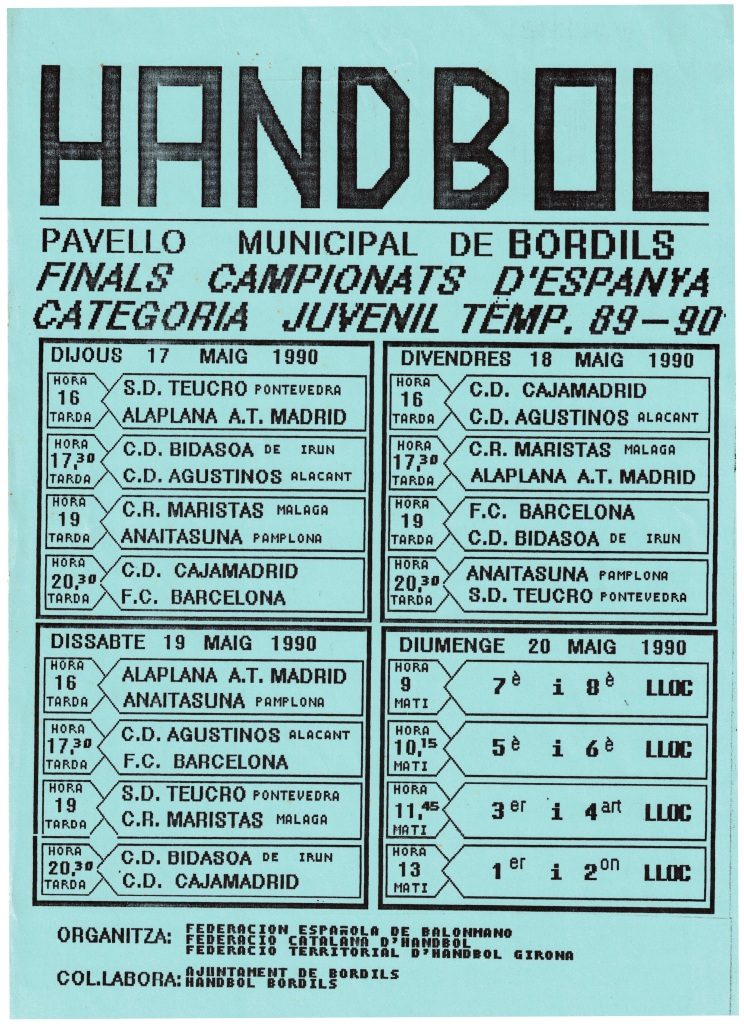 HANDBOL
PAVELLO MUNICIPAL DE BORDILS
FINALS CAMPIONATS D'ESPANYA
CATEGORIA JUVENIL TEMP. 89-90
DIJOUS 17 MAIG 1990
HORA 16 TARDA
S.D. TEUCRO PONTEVEDRA
ALAPLANA A.T. MADRID
HORA 17,30 TARDA
C.D. BIDASOA DE IRUN
C.D. AGUSTINOS ALACANT
HORA 19 TARDA
C.R. MARISTAS MALAGA
ANAITASUNA PAMPLONA
HORA 20,30 TARDA
C.D. CAJAMADRID
F.C. BARCELONA
DIVENDRES 18 MAIG 1990
HORA 16 TARDA
C.D. CAJAMADRID
C.D. AGUSTINOS ALACANT
HORA 17,30 TARDA
C.R. MARISTAS MALAGA
ALAPLANA A.T. MADRID
HORA 19 TARDA
F.C. BARCELONA
C.D. BIDASOA DE IRUN
HORA 20,30 TARDA
ANAITASUNA PAMPLONA
S.D. TEUCRO PONTEVEDRA
DISSABTE 19 MAIG 1990
HORA 16 TARDA
ALAPLANA A.T. MADRID
ANAITASUNA PAMPLONA
HORA 17,30 TARDA
C.D. AGUSTINOS ALACANT
F.C. BARCELONA
HORA 19 TARDA
S.D. TEUCRO PONTEVEDRA
C.R. MARISTAS MALAGA
HORA 20,30 TARDA
C.D. BIDASOA DE IRUN
C.D. CAJAMADRID
DIUMENGE 20 MAIG 1990
HORA 9 MATI
7è i 8è LLOC
HORA 10,15 MATI
5è i 6è LLOC
HORA 11,45 MATI
3er i 4art LLOC
HORA 13 MATI
1er i 2on LLOC
ORGANITZA: FEDERACION ESPAÑOLA DE BALONMANO
FEDERACIO CATALANA D'HANDBOL
FEDERACIO TERRITORIAL D'HANDBOL GIRONA
COL.LABORA: AJUNTAMENT DE BORDILS
HANDBOL BORDILS